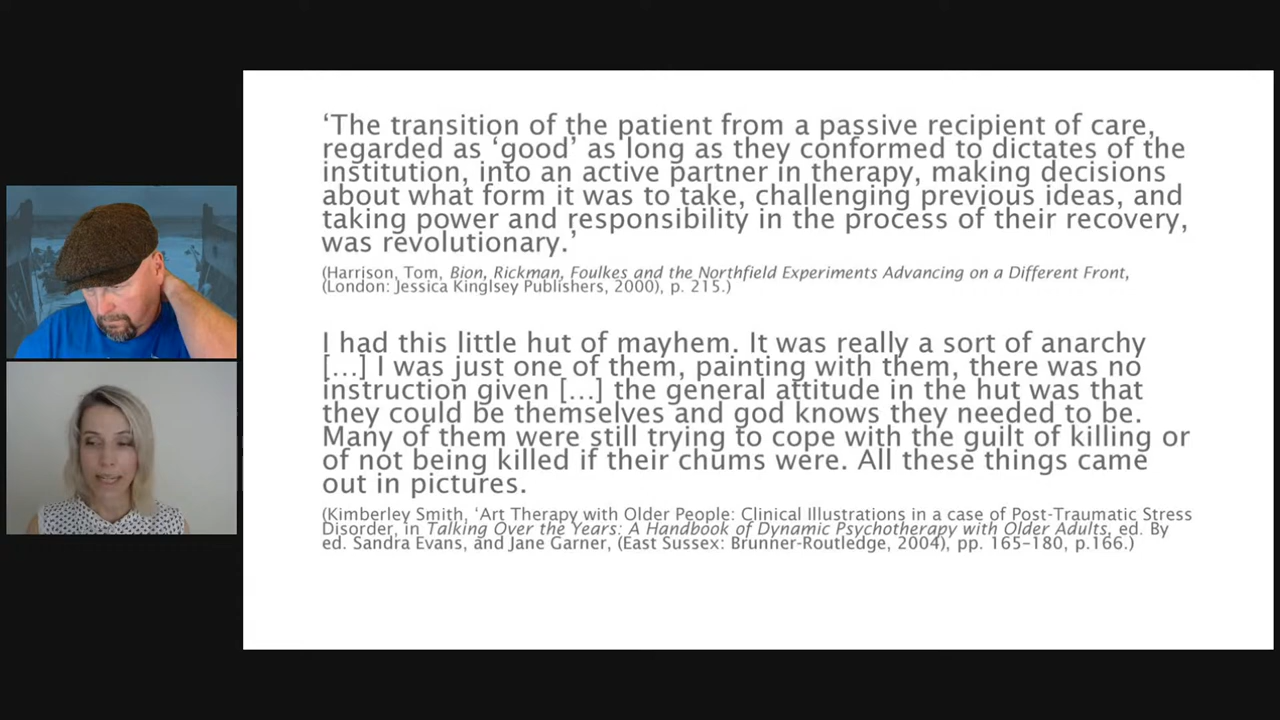 ‘The transition of the patient from a passive recipient of care,
regarded as ‘good’ as long as they conformed to dictates of the
institution, into an active partner in therapy, making decisions
about what form it was to take, challenging previous ideas, and
taking power and responsibility in the process of their recovery,
was revolutionary.’
(Harrison, Tom, Bion, Rickman, Foulkes and the Northfield Experiments Advancing on a Different Front,
(London: Jessica Kinglsey Publishers, 2000), p. 215.)
I had this little hut of mayhem. It was really a sort of anarchy
[…] I was just one of them, painting with them, there was no
instruction given […] the general attitude in the hut was that
they could be themselves and god knows they needed to be.
Many of them were still trying to cope with the guilt of killing or
of not being killed if their chums were. All these things came
out in pictures.
(Kimberley Smith, ‘Art Therapy with Older People: Clinical Illustrations in a case of Post-Traumatic Stress
Disorder, in Talking Over the Years: A Handbook of Dynamic Psychotherapy with Older Adults, ed. By
ed. Sandra Evans, and Jane Garner, (East Sussex: Brunner-Routledge, 2004), pp. 165–180, p.166.)